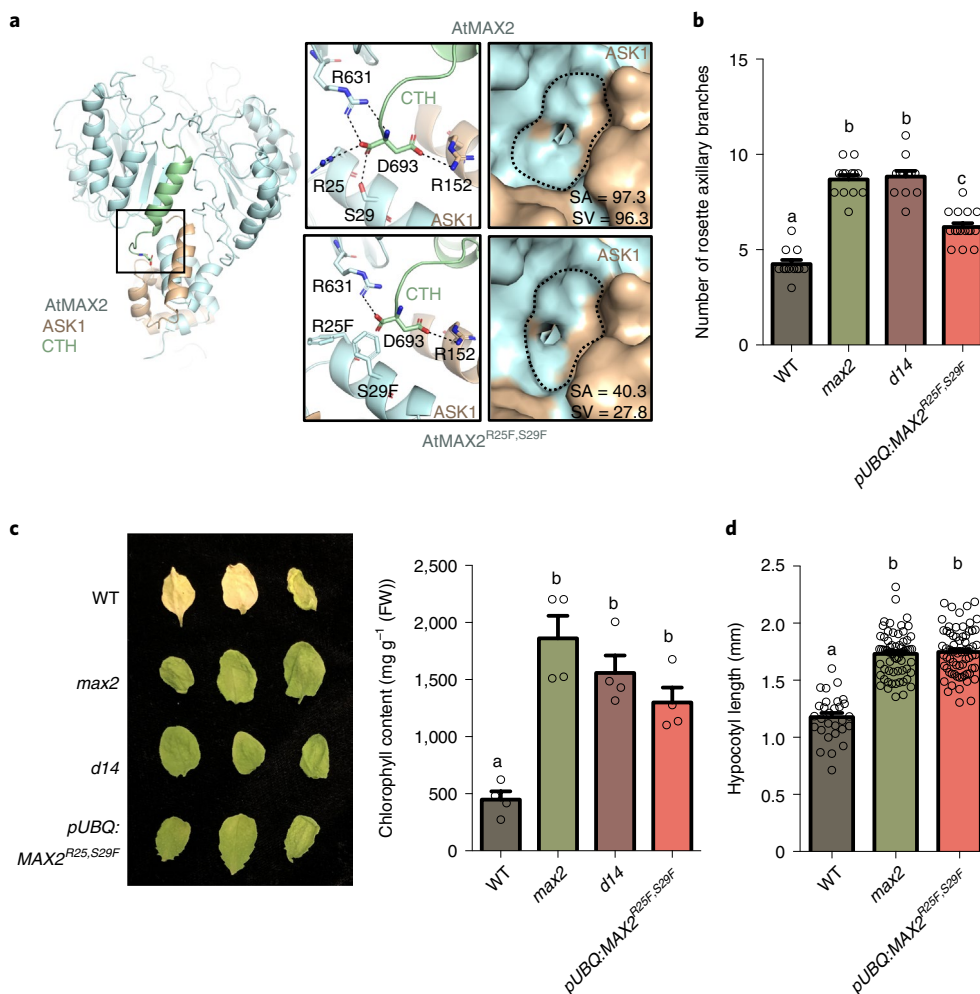 a
AtMAX2
R631
CTH
D693
R25
R152
S29
ASK1
ASK1
SA = 97.3
SV = 96.3
R631
CTH
R25F
D693
R152
S29F
ASK1
ASK1
SA = 40.3
SV = 27.8
AtMAX2R25F,S29F
AtMAX2
ASK1
CTH
b
Number of rosette axillary branches
15
10
5
0
a
b
b
c
WT
max2
d14
pUBQ:MAX2R25F,S29F
c
WT
max2
d14
pUBQ:
MAX2R25,S29F
Chlorophyll content (mg g−1 (FW))
2,500
2,000
1,500
1,000
500
0
a
b
b
b
WT
max2
d14
pUBQ:MAX2R25F,S29F
d
Hypocotyl length (mm)
2.5
2.0
1.5
1.0
0.5
0
a
b
b
WT
max2
pUBQ:MAX2R25F,S29F